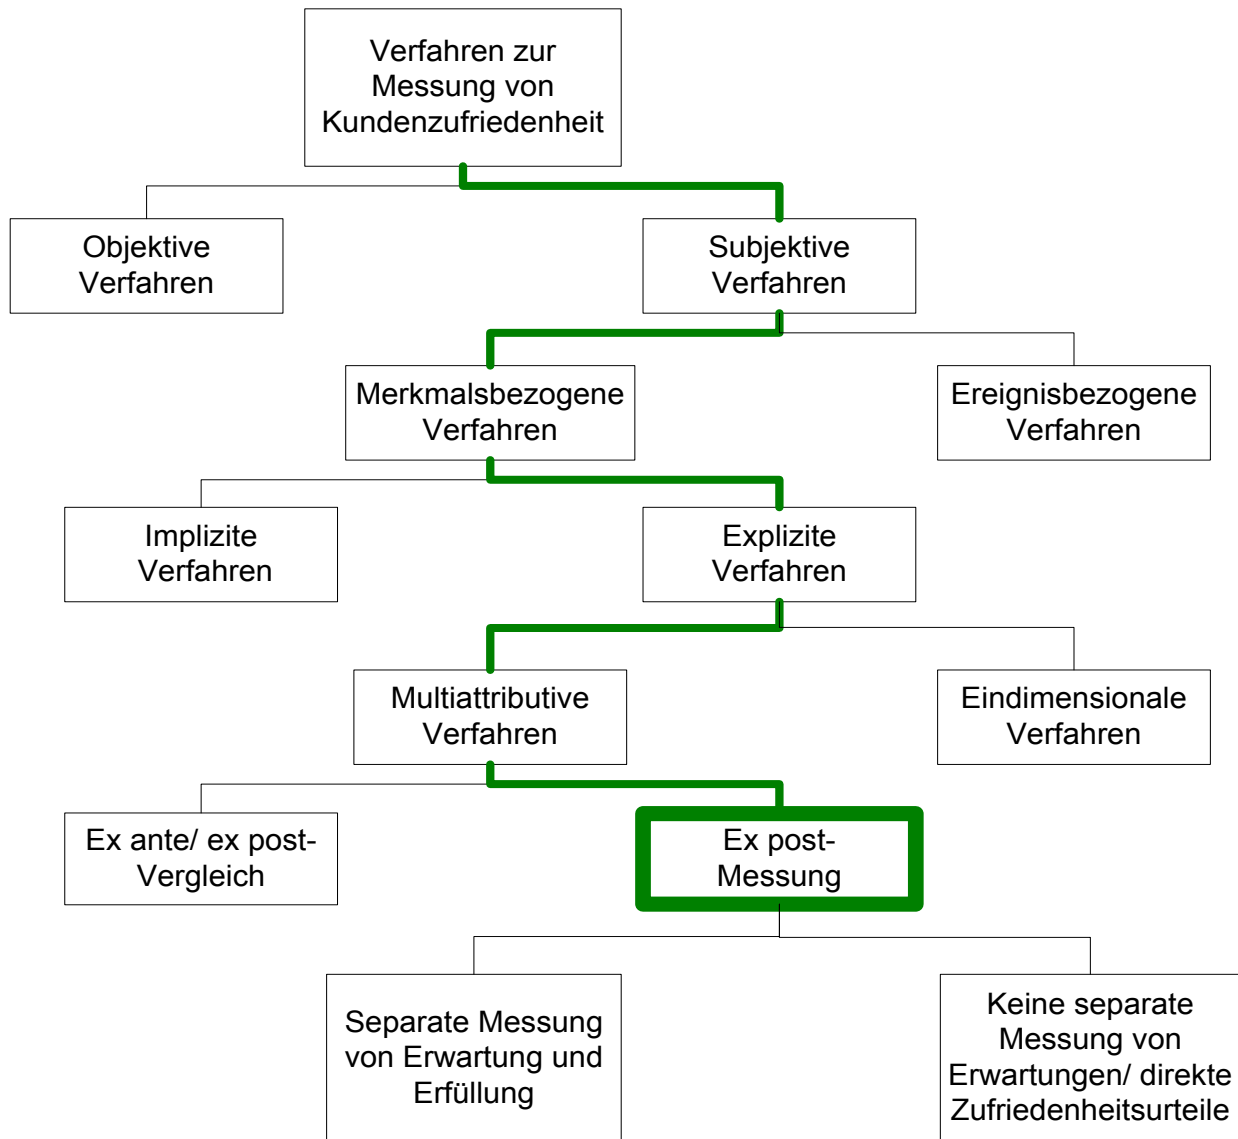 Verfahren zur
Messung von
Kundenzufriedenheit
Objektive
Verfahren
Subjektive
Verfahren
Merkmalsbezogene
Verfahren
Ereignisbezogene
Verfahren
Implizite
Verfahren
Explizite
Verfahren
Multiattributive
Verfahren
Eindimensionale
Verfahren
Ex ante/ ex post-
Vergleich
Ex post-
Messung
Separate Messung
von Erwartung und
Erfüllung
Keine separate
Messung von
Erwartungen/ direkte
Zufriedenheitsurteile